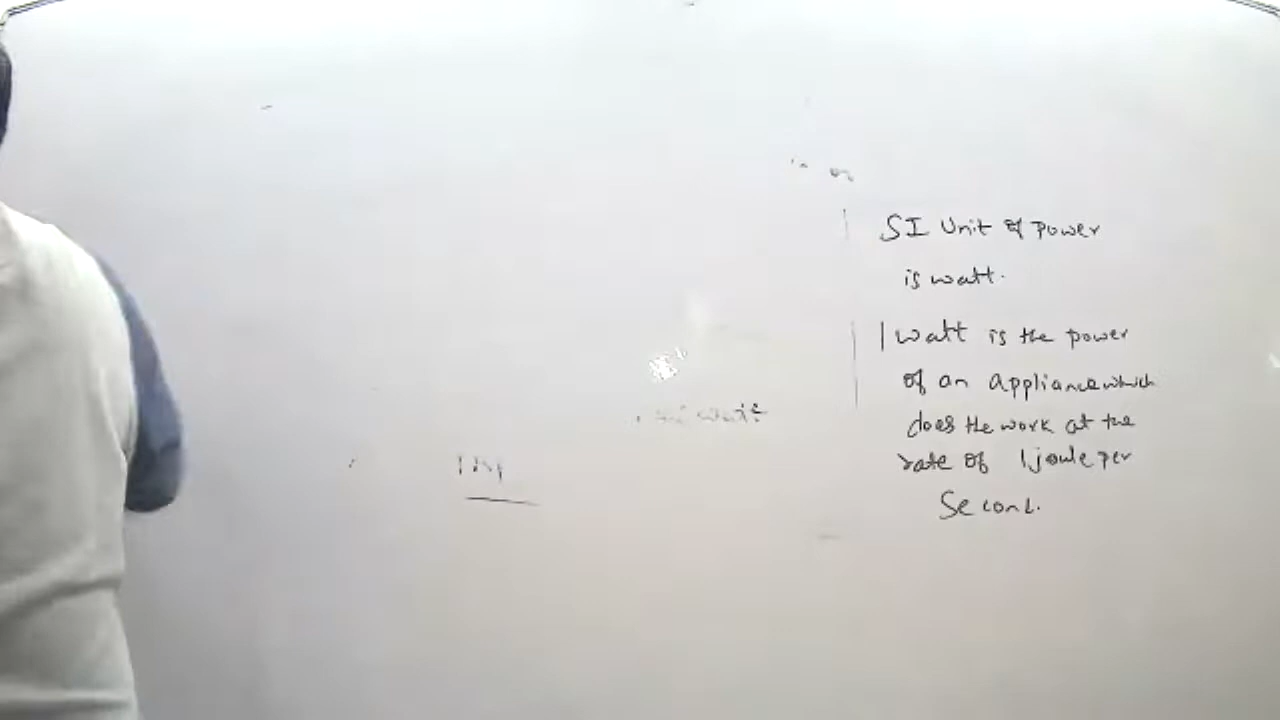 SI Unit of power
is watt.
1 watt is the power
of an appliance which
does the work at the
rate of 1 joule per
Second.